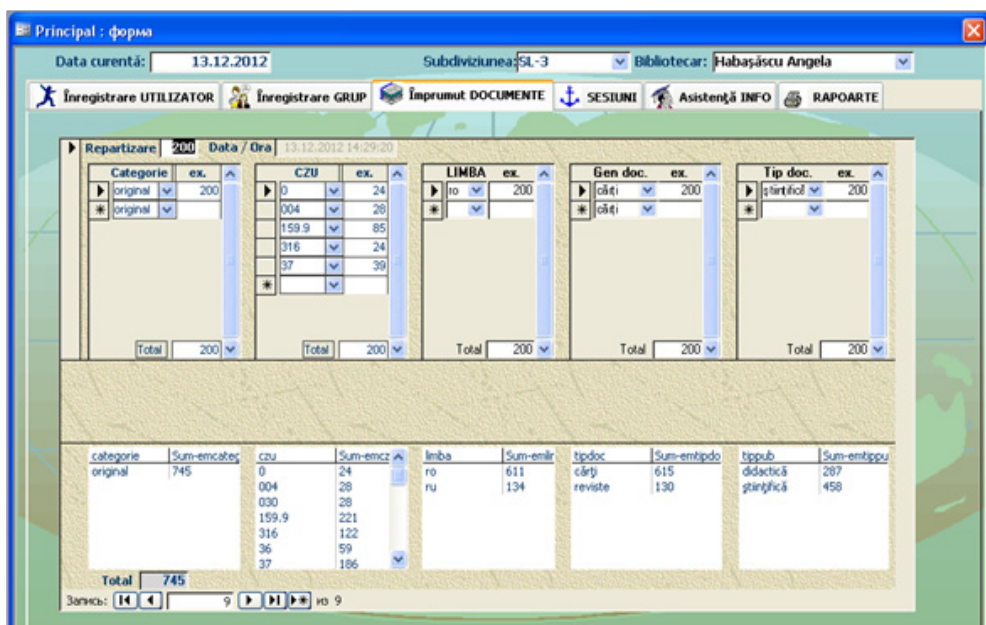 Principal : форма
Data curentă: 13.12.2012 Subdiviziunea: SL-3 Bibliotecar: Habaşăscu Angela
Înregistrare UTILIZATOR Înregistrare GRUP Împrumut DOCUMENTE SESIUNI Asistenţă INFO RAPOARTE
Repartizare 200 Data / Ora 13.12.2012 14:29:20
Categorie ex. CZU ex. LIMBA ex. Gen doc. ex. Tip doc. ex.
original 200 0 24 ro 200 cărţi 200 ştiinţifică 200
original 004 28 cărţi
159.9 85
316 24
37 39
Total 200 Total 200 Total 200 Total 200 Total 200
categorie Sum-emcateg czu Sum-emcz limba Sum-emlir tipdoc Sum-emtipdo tippub Sum-emtippu
original 745 0 24 ro 611 cărţi 615 didactică 287
004 28 ru 134 reviste 130 ştiinţifică 458
030 28
159.9 221
316 122
36 59
37 186
Total 745
Запись: 9 из 9